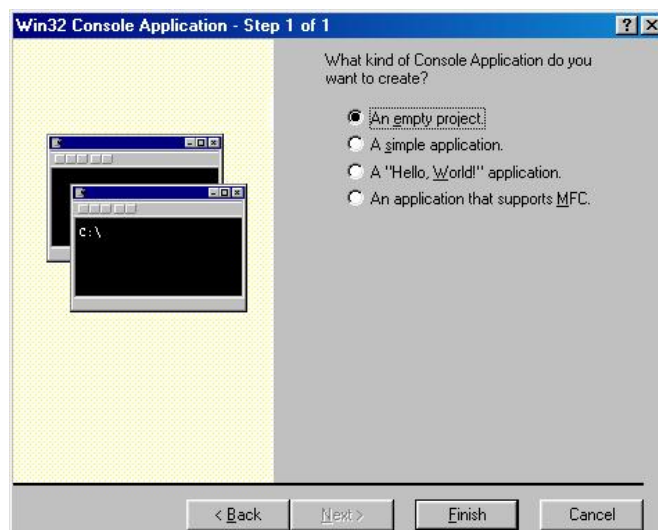 Win32 Console Application - Step 1 of 1
What kind of Console Application do you
want to create?
An empty project.
A simple application.
A "Hello, World!" application.
An application that supports MFC.
C:\
< Back
Next >
Finish
Cancel